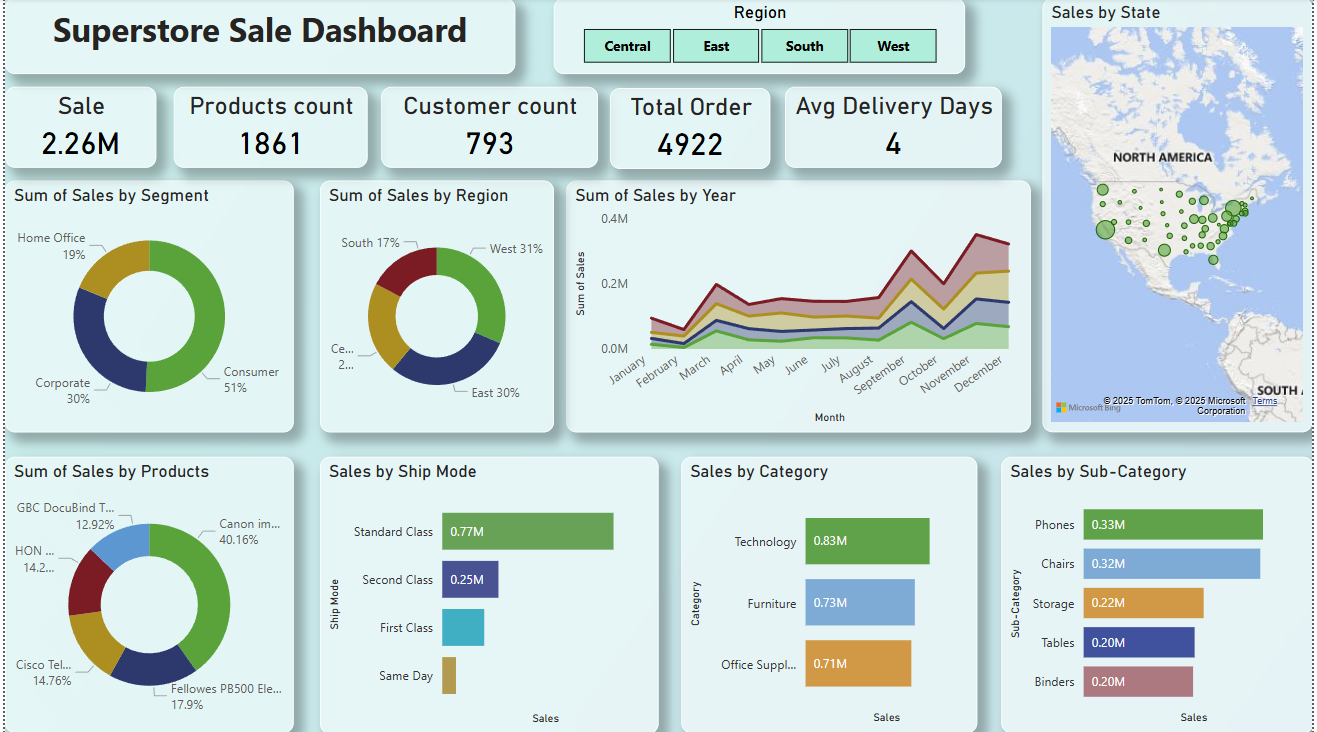 Superstore Sale Dashboard
Region
Central East South West
Sale
2.26M
Products count
1861
Customer count
793
Total Order
4922
Avg Delivery Days
4
Sales by State
NORTH AMERICA
SOUTH A
Microsoft Bing
© 2025 TomTom, © 2025 Microsoft
Corporation
Terms
Sum of Sales by Segment
Home Office
19%
Corporate
30%
Consumer
51%
Sum of Sales by Region
South 17%
West 31%
Ce...
2...
East 30%
Sum of Sales by Year
Sum of Sales
0.4M
0.2M
0.0M
January
February
March
April
May
June
July
August
September
October
November
December
Month
Sum of Sales by Products
GBC DocuBind T...
12.92%
Canon im...
40.16%
HON ...
14.2...
Cisco Tel...
14.76%
Fellowes PB500 Ele...
17.9%
Sales by Ship Mode
Ship Mode
Standard Class 0.77M
Second Class 0.25M
First Class
Same Day
Sales
Sales by Category
Category
Technology 0.83M
Furniture 0.73M
Office Suppl... 0.71M
Sales
Sales by Sub-Category
Sub-Category
Phones 0.33M
Chairs 0.32M
Storage 0.22M
Tables 0.20M
Binders 0.20M
Sales